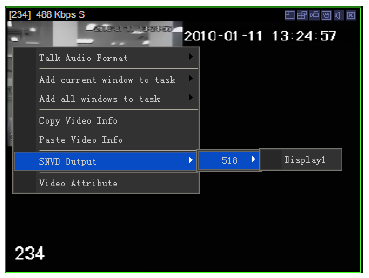 [234] 488 Kbps S
2010-01-11 13:24:57
Talk Audio Format
Add current window to task
Add all windows to task
Copy Video Info
Paste Video Info
SNVD Output
518
Display1
Video Attribute
234